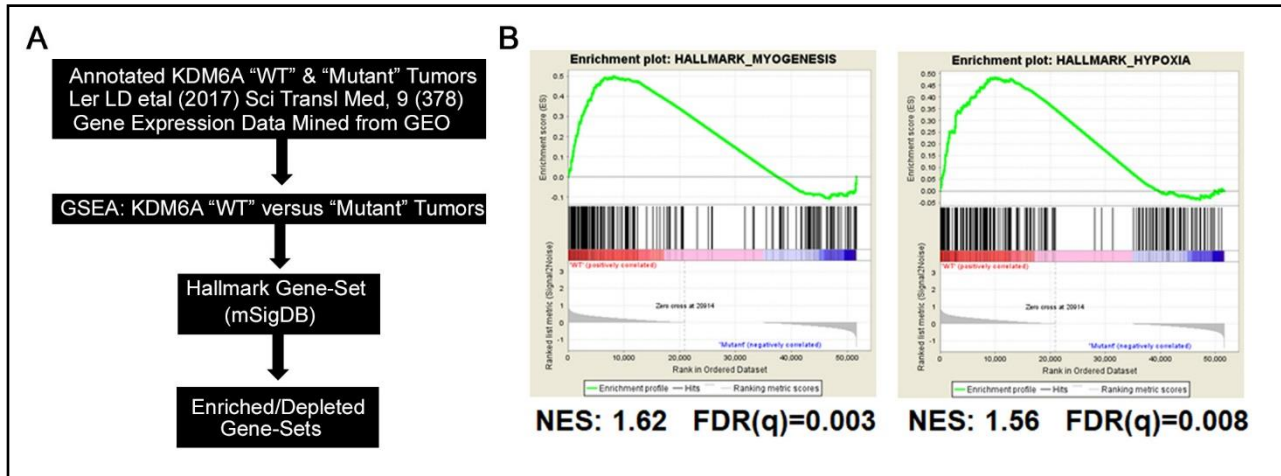 A
Annotated KDM6A “WT” & “Mutant” Tumors
Ler LD etal (2017) Sci Transl Med, 9 (378)
Gene Expression Data Mined from GEO
GSEA: KDM6A “WT” versus “Mutant” Tumors
Hallmark Gene-Set
(mSigDB)
Enriched/Depleted
Gene-Sets
B
Enrichment plot: HALLMARK_MYOGENESIS
Enrichment score (ES)
0.5
0.4
0.3
0.2
0.1
0.0
-0.1
'WT' (positively correlated)
Ranked list metric (Signal2Noise)
3
2
1
0
-1
Zero cross at 20914
'Mutant' (negatively correlated)
0 10,000 20,000 30,000 40,000 50,000
Rank in Ordered Dataset
Enrichment profile Hits Ranking metric scores
NES: 1.62 FDR(q)=0.003
Enrichment plot: HALLMARK_HYPOXIA
Enrichment score (ES)
0.50
0.45
0.40
0.35
0.30
0.25
0.20
0.15
0.10
0.05
0.00
-0.05
'WT' (positively correlated)
Ranked list metric (Signal2Noise)
3
2
1
0
-1
Zero cross at 20914
'Mutant' (negatively correlated)
0 10,000 20,000 30,000 40,000 50,000
Rank in Ordered Dataset
Enrichment profile Hits Ranking metric scores
NES: 1.56 FDR(q)=0.008